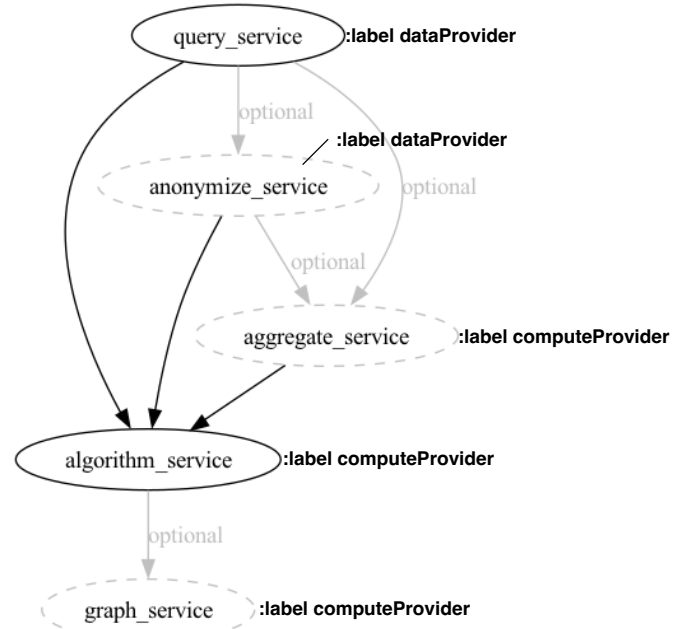 query_service :label dataProvider
optional
:label dataProvider
anonymize_service optional
optional
aggregate_service :label computeProvider
algorithm_service :label computeProvider
optional
graph_service :label computeProvider